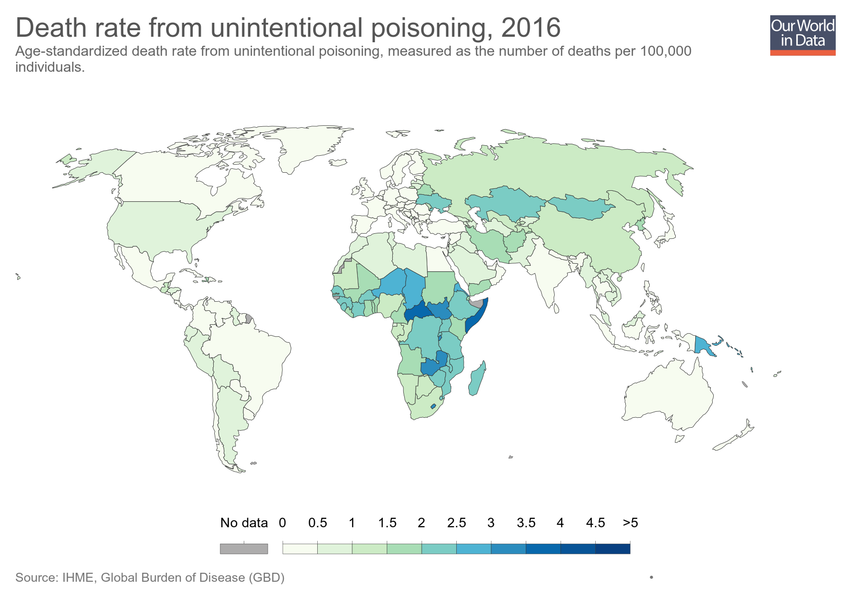 Death rate from unintentional poisoning, 2016
Age-standardized death rate from unintentional poisoning, measured as the number of deaths per 100,000
individuals.
Our World
in Data
No data 0 0.5 1 1.5 2 2.5 3 3.5 4 4.5 >5
Source: IHME, Global Burden of Disease (GBD)